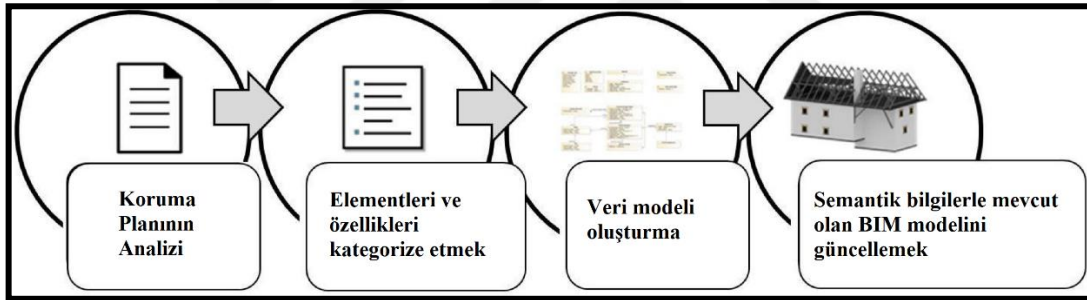 Koruma
Planının
Analizi
Elementleri ve
özellikleri
kategorize etmek
Veri modeli
oluşturma
Semantik bilgilerle mevcut
olan BIM modelini
güncellemek